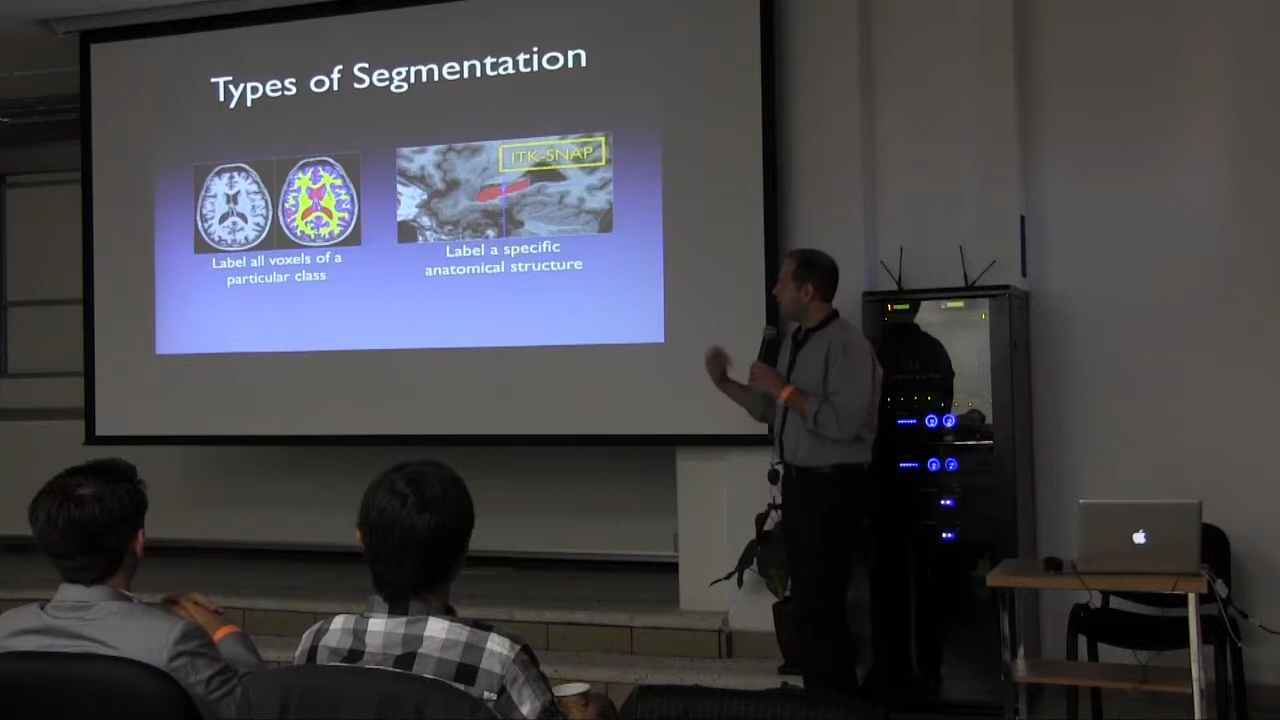 Types of Segmentation
ITK-SNAP
Label all voxels of a
particular class
Label a specific
anatomical structure